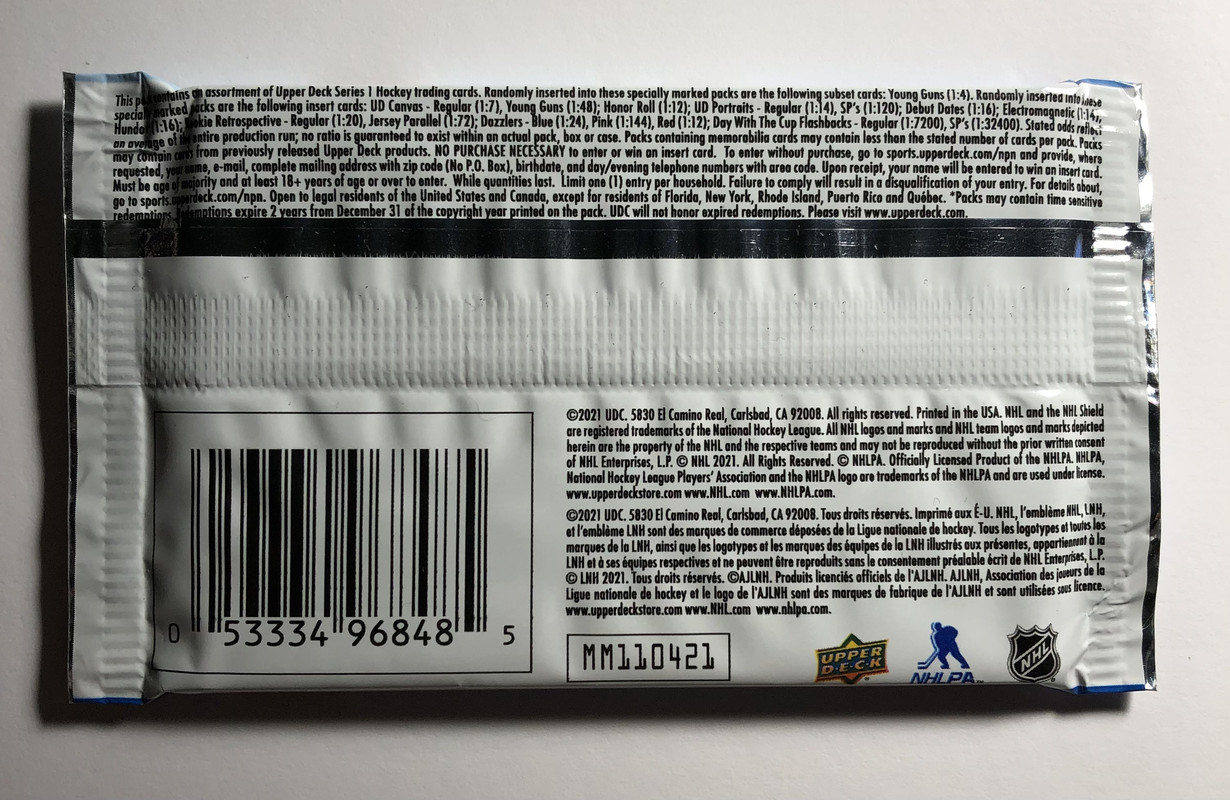 This pack contains an assortment of Upper Deck Series 1 Hockey trading cards. Randomly inserted into these specially marked packs are the following subset cards: Young Guns (1:4). Randomly inserted into these
specially marked packs are the following insert cards: UD Canvas - Regular (1:7), Young Guns (1:48); Honor Roll (1:12); UD Portraits - Regular (1:14), SP's (1:120); Debut Dates (1:16); Electromagnetic (1:14),
Hundo (1:16); Rookie Retrospective - Regular (1:20), Jersey Parallel (1:72); Dazzlers - Blue (1:24), Pink (1:144), Red (1:12); Day With The Cup Flashbacks - Regular (1:7200), SP's (1:32400). Stated odds reflect
an average of the entire production run; no ratio is guaranteed to exist within an actual pack, box or case. Packs containing memorabilia cards may contain less than the stated number of cards per pack. Packs
may contain cards from previously released Upper Deck products. NO PURCHASE NECESSARY to enter or win an insert card. To enter without purchase, go to sports.upperdeck.com/npn and provide, where
requested, your name, e-mail, complete mailing address with zip code (No P.O. Box), birthdate, and day/evening telephone numbers with area code. Upon receipt, your name will be entered to win an insert card.
Must be age of majority and at least 18+ years of age or over to enter. While quantities last. Limit one (1) entry per household. Failure to comply will result in a disqualification of your entry. For details about,
go to sports.upperdeck.com/npn. Open to legal residents of the United States and Canada, except for residents of Florida, New York, Rhode Island, Puerto Rico and Québec. *Packs may contain time sensitive
redemptions. Redemptions expire 2 years from December 31 of the copyright year printed on the pack. UDC will not honor expired redemptions. Please visit www.upperdeck.com.
©2021 UDC. 5830 El Camino Real, Carlsbad, CA 92008. All rights reserved. Printed in the USA. NHL and the NHL Shield
are registered trademarks of the National Hockey League. All NHL logos and marks and NHL team logos and marks depicted
herein are the property of the NHL and the respective teams and may not be reproduced without the prior written consent
of NHL Enterprises, L.P. © NHL 2021. All Rights Reserved. © NHLPA. Officially Licensed Product of the NHLPA. NHLPA,
National Hockey League Players' Association and the NHLPA logo are trademarks of the NHLPA and are used under license.
www.upperdeckstore.com www.NHL.com www.NHLPA.com.
©2021 UDC. 5830 El Camino Real, Carlsbad, CA 92008. Tous droits réservés. Imprimé aux É-U. NHL, l'emblème NHL, LNH,
et l'emblème LNH sont des marques de commerce déposées de la Ligue nationale de hockey. Tous les logotypes et toutes les
marques de la LNH, ainsi que les logotypes et les marques des équipes de la LNH illustrés aux présentes, appartiennent à la
LNH et à ses équipes respectives et ne peuvent être reproduits sans le consentement préalable écrit de NHL Enterprises, L.P.
© LNH 2021. Tous droits réservés. ©AJLNH. Produits licenciés officiels de l'AJLNH. AJLNH, Association des joueurs de la
Ligue nationale de hockey et le logo de l'AJLNH sont des marques de fabrique de l'AJLNH et sont utilisées sous licence.
www.upperdeckstore.com www.NHL.com www.nhlpa.com.
0 53334 96848 5
MM110421
UPPER
D·E·C·K
NHLPA
NHL